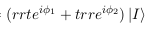 = (rrte^{iϕ_1} + trre^{iϕ_2}) |I⟩